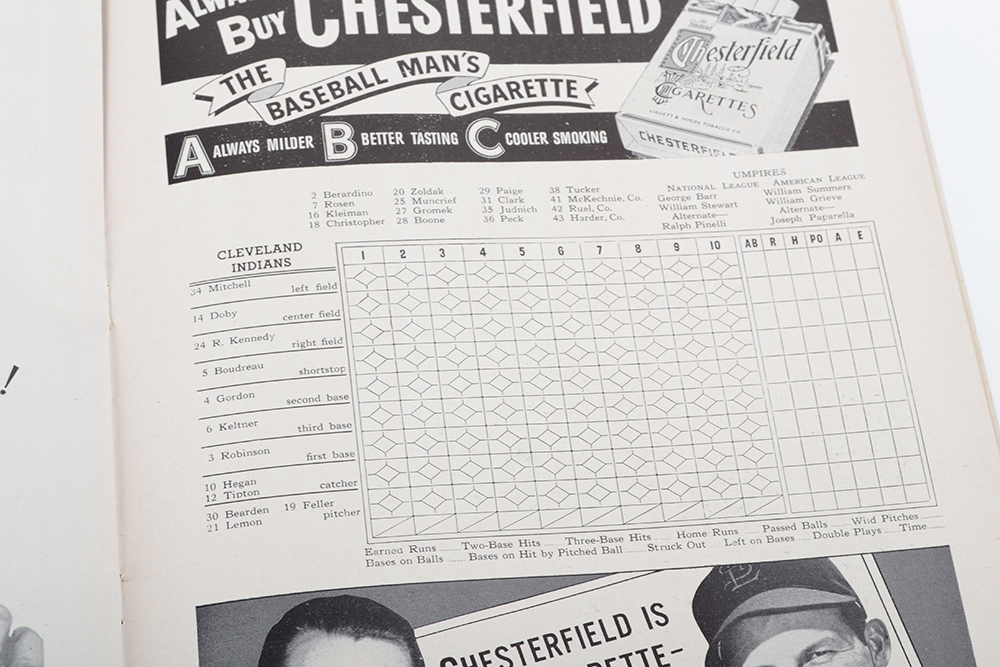 BUY CHESTERFIELD
THE
BASEBALL MAN'S
CIGARETTE
A ALWAYS MILDER B BETTER TASTING C COOLER SMOKING
Chesterfield
CIGARETTES
LIGGETT & MYERS TOBACCO CO.
CHESTERFIELD
2 Berardino 20 Zoldak 29 Paige 38 Tucker
7 Rosen 25 Muncrief 31 Clark 41 McKechnie, Co.
16 Kleiman 27 Gromek 35 Judnich 42 Ruel, Co.
18 Christopher 28 Boone 36 Peck 43 Harder, Co.
UMPIRES
NATIONAL LEAGUE AMERICAN LEAGUE
George Barr William Summers
William Stewart William Grieve
Alternate— Alternate—
Ralph Pinelli Joseph Paparella
CLEVELAND
INDIANS
1 2 3 4 5 6 7 8 9 10 AB R H PO A E
34 Mitchell left field
14 Doby center field
24 R. Kennedy right field
5 Boudreau shortstop
4 Gordon second base
6 Keltner third base
3 Robinson first base
10 Hegan
12 Tipton catcher
30 Bearden 19 Feller
21 Lemon pitcher
Earned Runs Two-Base Hits Three-Base Hits Home Runs Passed Balls Wild Pitches
Bases on Balls Bases on Hit by Pitched Ball Struck Out Left on Bases Double Plays Time
!
CHESTERFIELD IS